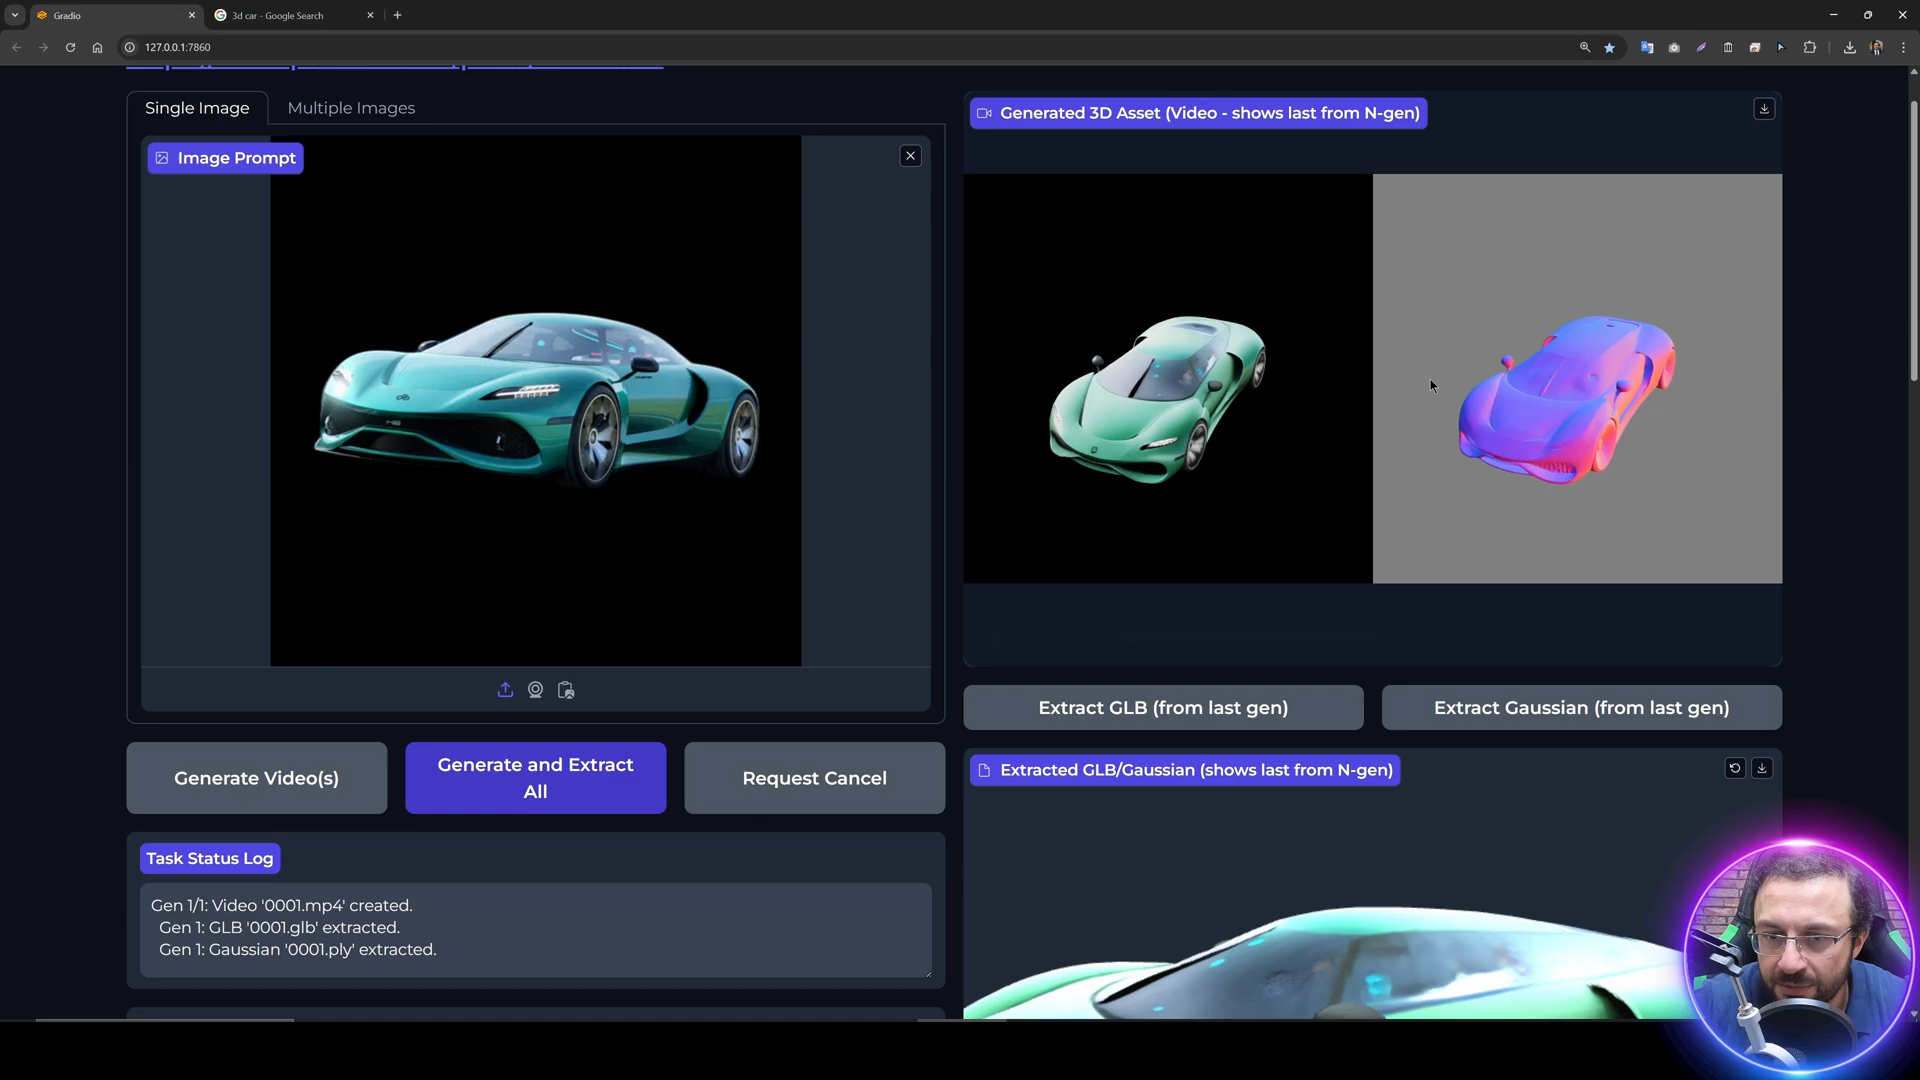 Gradio
3d car - Google Search
127.0.0.1:7860
Single Image
Multiple Images
Image Prompt
Generate Video(s)
Generate and Extract
All
Request Cancel
Task Status Log
Gen 1/1: Video '0001.mp4' created.
Gen 1: GLB '0001.glb' extracted.
Gen 1: Gaussian '0001.ply' extracted.
Generated 3D Asset (Video - shows last from N-gen)
Extract GLB (from last gen)
Extract Gaussian (from last gen)
Extracted GLB/Gaussian (shows last from N-gen)